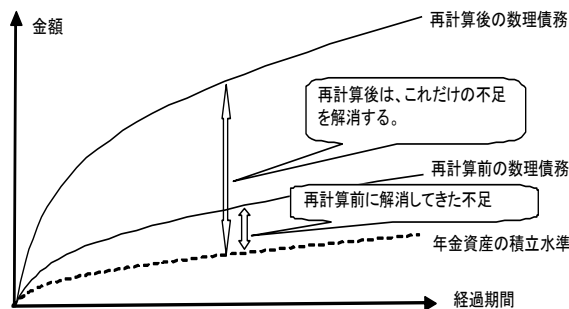 金額
再計算後の数理債務
再計算後は、これだけの不足
を解消する。
再計算前の数理債務
再計算前に解消してきた不足
年金資産の積立水準
経過期間